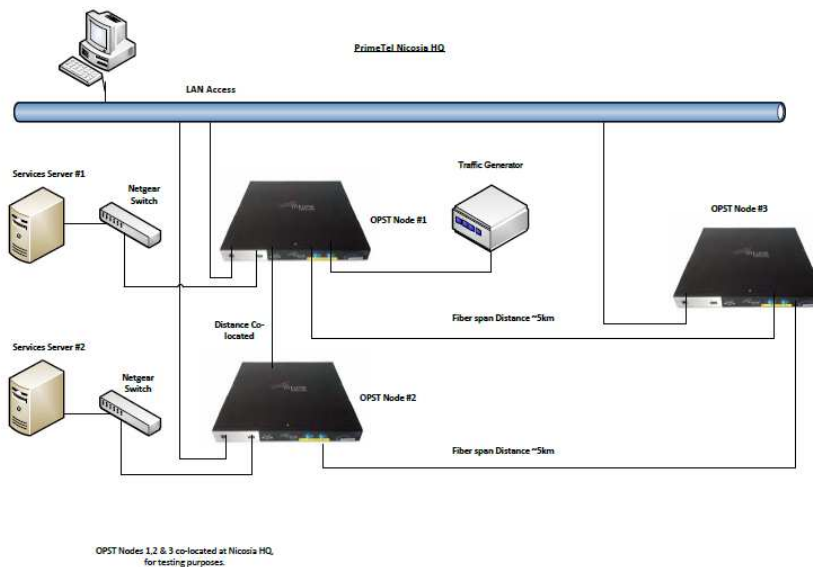 PrimeTel Nicosia HQ
LAN Access
Services Server #1
Netgear
Switch
Traffic Generator
OPST Node #1
OPST Node #3
Distance Co-
located
Fiber span Distance ~5km
Services Server #2
Netgear
Switch
OPST Node #2
Fiber span Distance ~5km
OPST Nodes 1,2 & 3 co-located at Nicosia HQ,
for testing purposes.